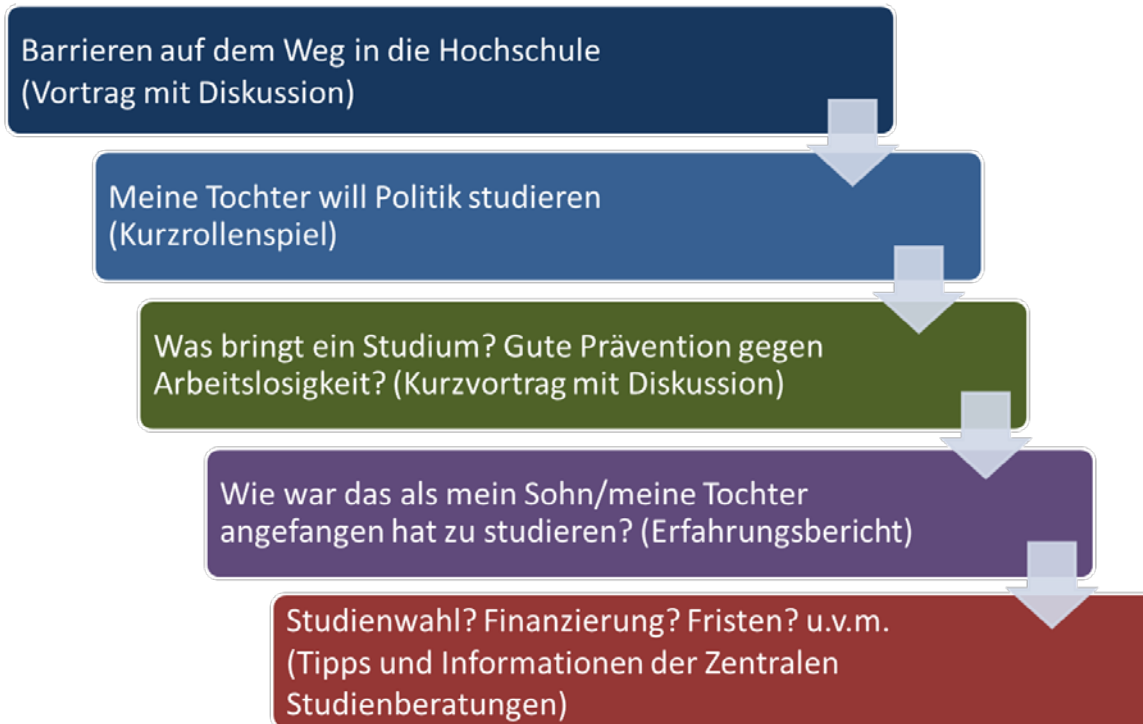 Barrieren auf dem Weg in die Hochschule
(Vortrag mit Diskussion)
Meine Tochter will Politik studieren
(Kurzrollenspiel)
Was bringt ein Studium? Gute Prävention gegen
Arbeitslosigkeit? (Kurzvortrag mit Diskussion)
Wie war das als mein Sohn/meine Tochter
angefangen hat zu studieren? (Erfahrungsbericht)
Studienwahl? Finanzierung? Fristen? u.v.m.
(Tipps und Informationen der Zentralen
Studienberatungen)